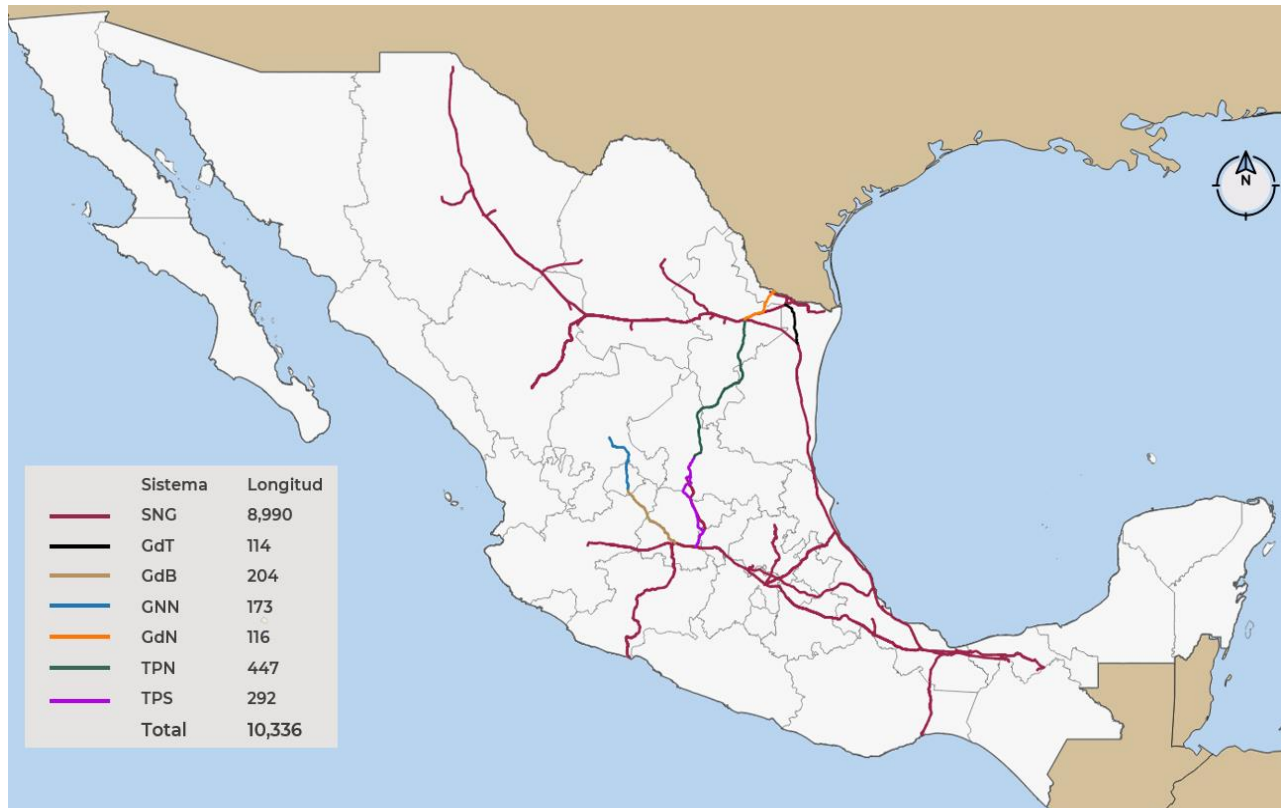 N
Sistema Longitud
SNG 8,990
GdT 114
GdB 204
GNN 173
GdN 116
TPN 447
TPS 292
Total 10,336